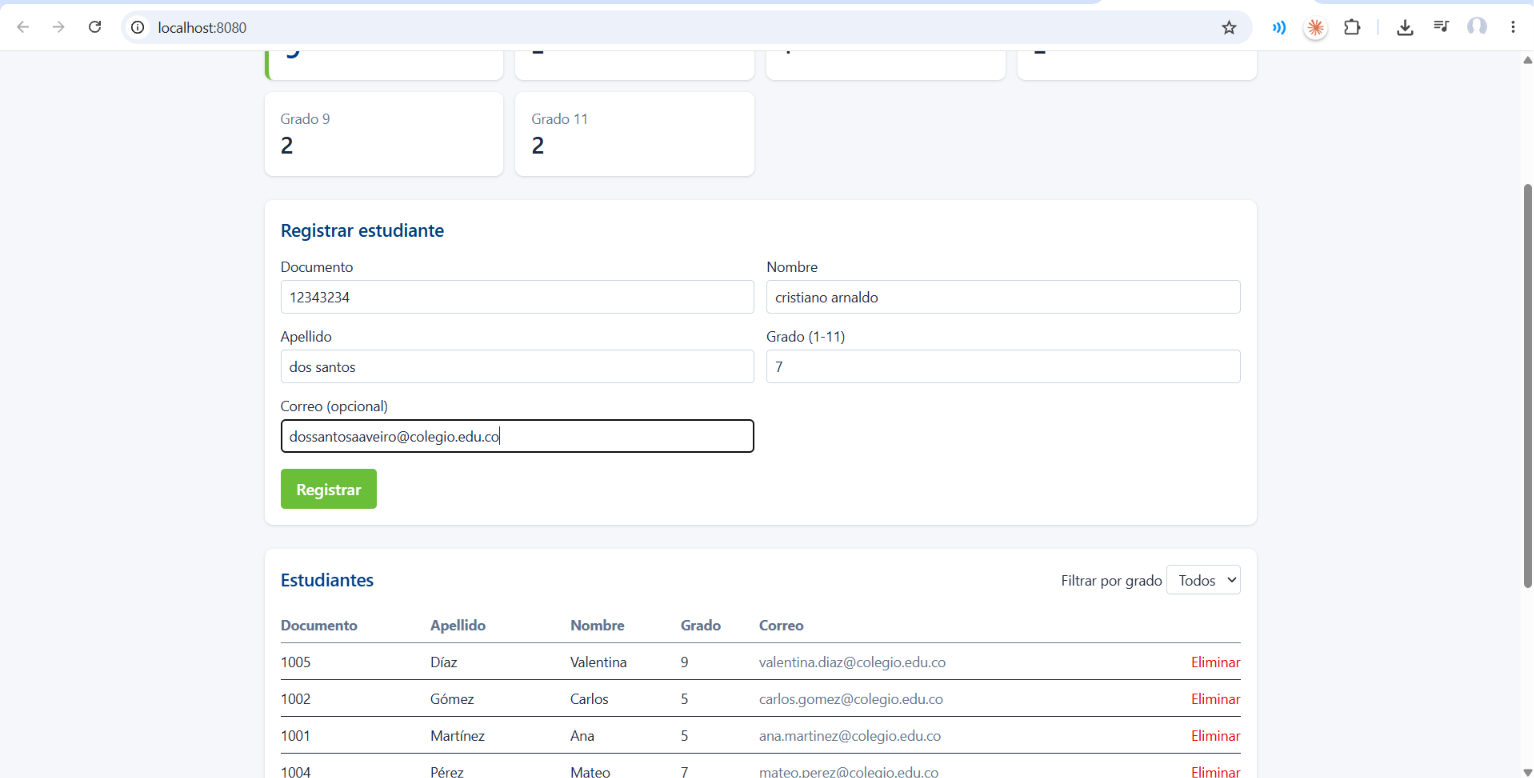 localhost:8080
Grado 9 Grado 11
2 2
Registrar estudiante
Documento Nombre
12343234 cristiano arnaldo
Apellido Grado (1-11)
dos santos 7
Correo (opcional)
dossantosaaveiro@colegio.edu.co
Registrar
Estudiantes Filtrar por grado Todos
Documento Apellido Nombre Grado Correo
1005 Díaz Valentina 9 valentina.diaz@colegio.edu.co Eliminar
1002 Gómez Carlos 5 carlos.gomez@colegio.edu.co Eliminar
1001 Martínez Ana 5 ana.martinez@colegio.edu.co Eliminar
1004 Pérez Mateo 7 mateo.perez@colegio.edu.co Eliminar